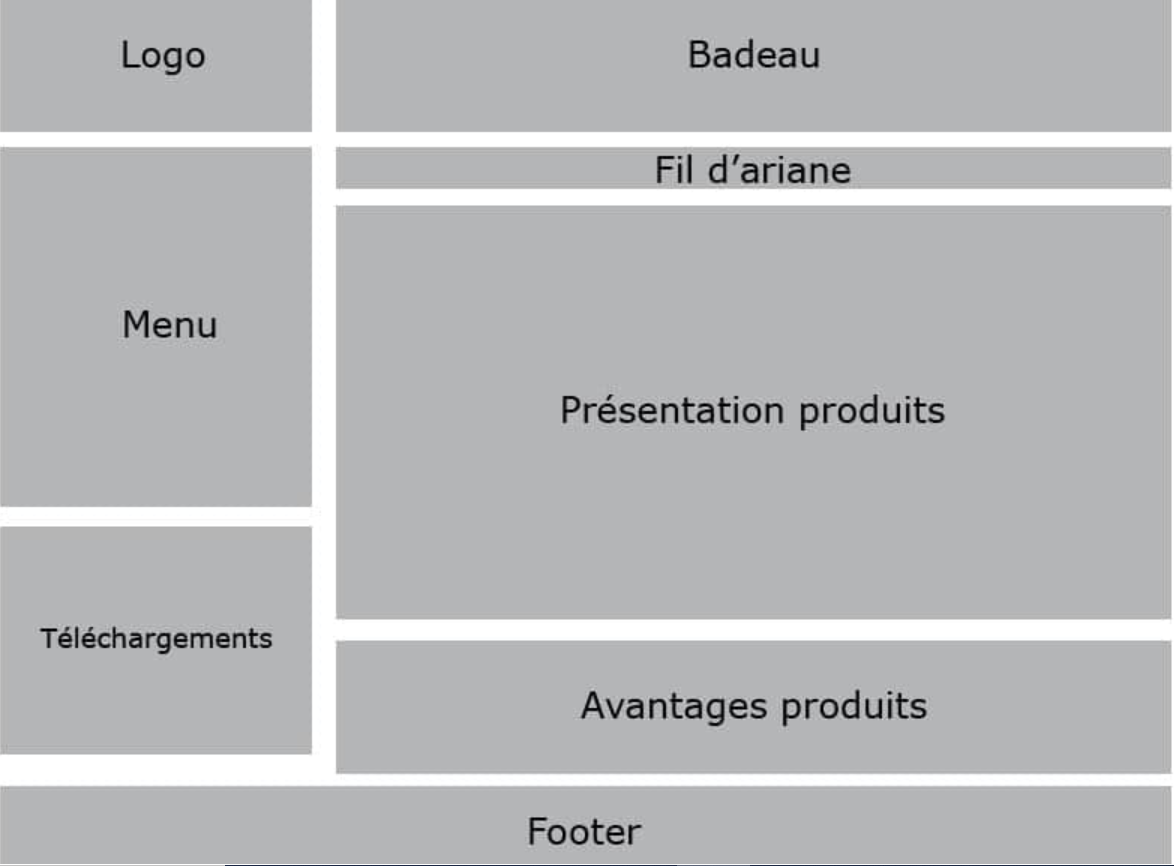 Logo
Badeau
Fil d’ariane
Menu
Présentation produits
Téléchargements
Avantages produits
Footer